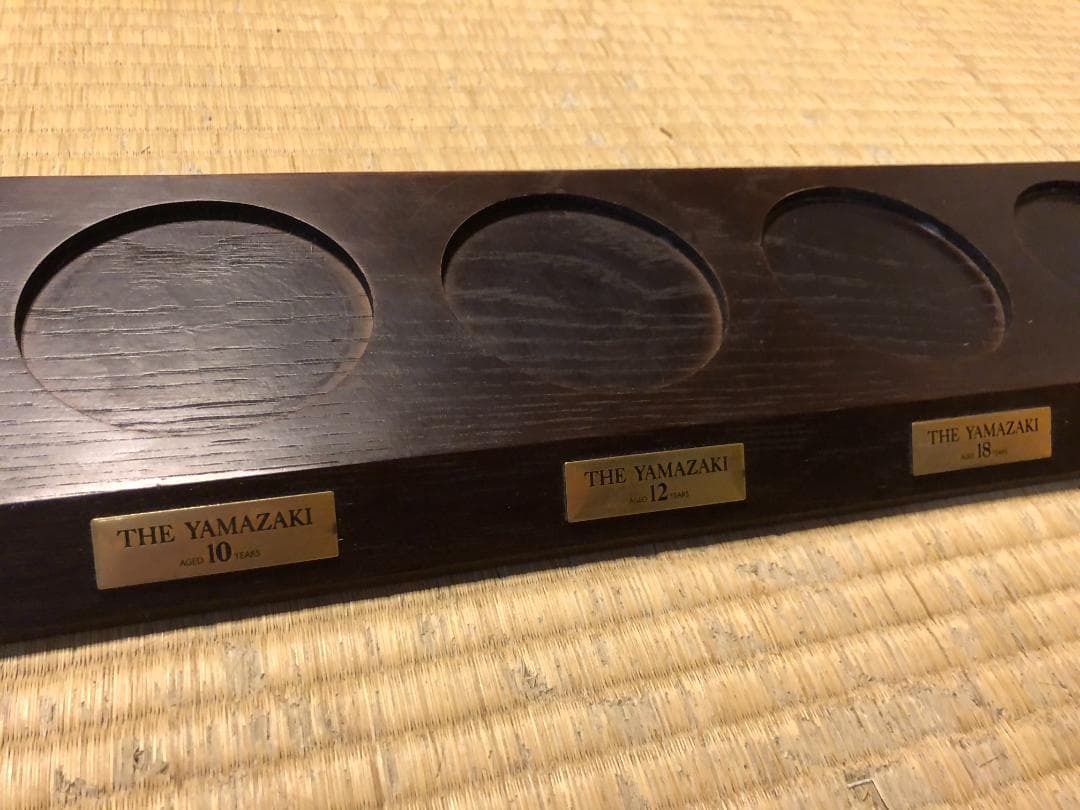 THE YAMAZAKI
AGED 10 YEARS
THE YAMAZAKI
AGED 12 YEARS
THE YAMAZAKI
AGED 18 YEARS